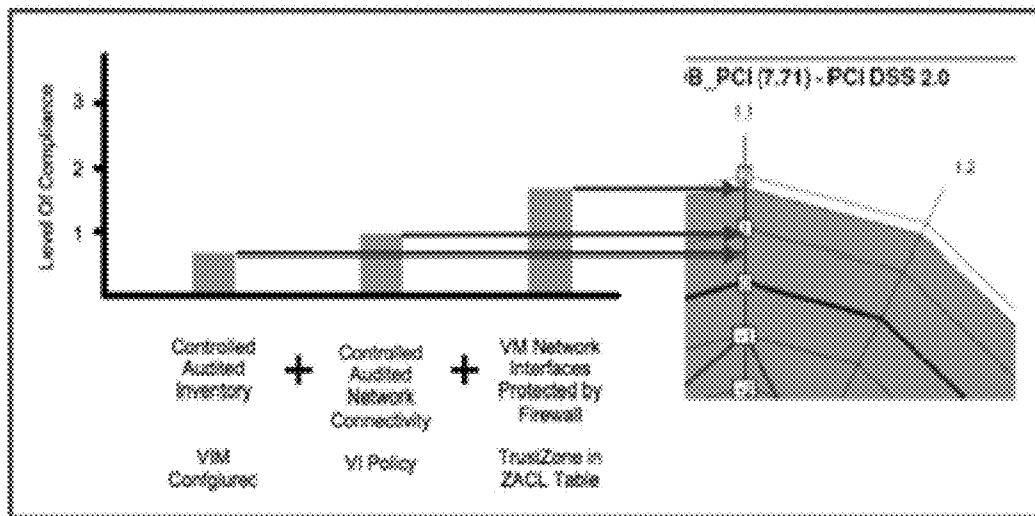 B_PCI (7.71) - PCI DSS 2.0
1.1
1.2
Level Of Compliance
3
2
1
Controlled
Audited
Inventory
+
Controlled
Audited
Network
Connectivity
+
VM Network
Interfaces
Protected by
Firewall
VIM
Confgiured
VI Policy
TrustZone in
ZACL Table